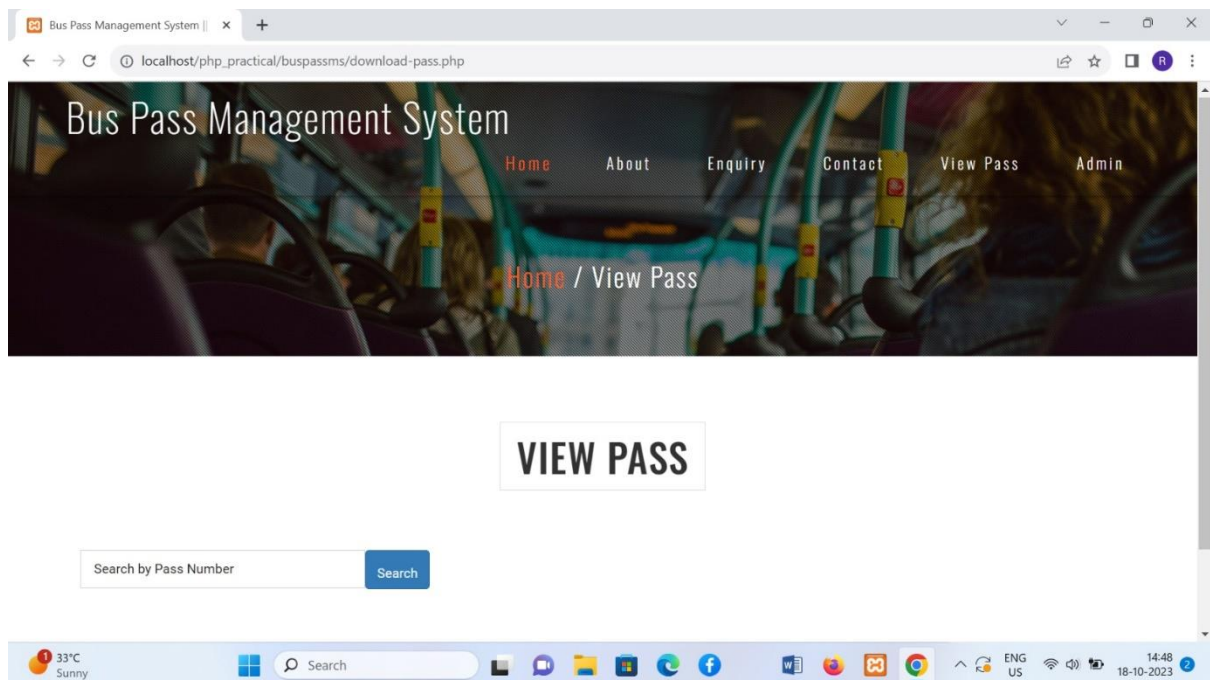 Bus Pass Management System ||
localhost/php_practical/buspassms/download-pass.php
R
Bus Pass Management System
Home About Enquiry Contact View Pass Admin
Home / View Pass
VIEW PASS
Search by Pass Number Search
1 33°C
Sunny
Search
ENG
US
14:48
18-10-2023
2